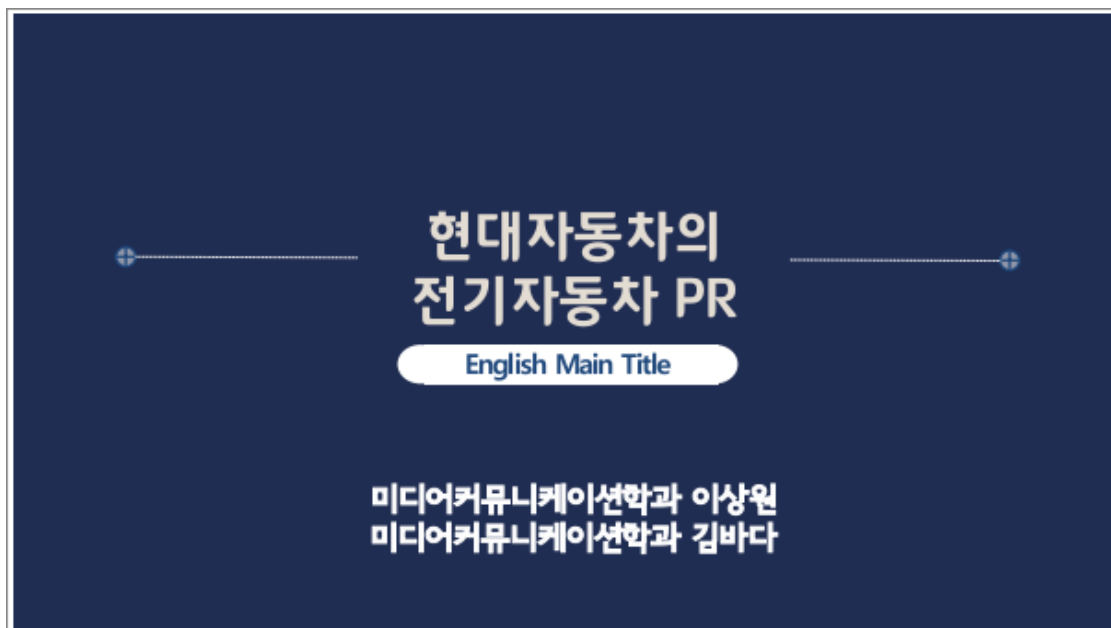 현대자동차의
전기자동차 PR
English Main Title
미디어커뮤니케이션학과 이상원
미디어커뮤니케이션학과 김바다